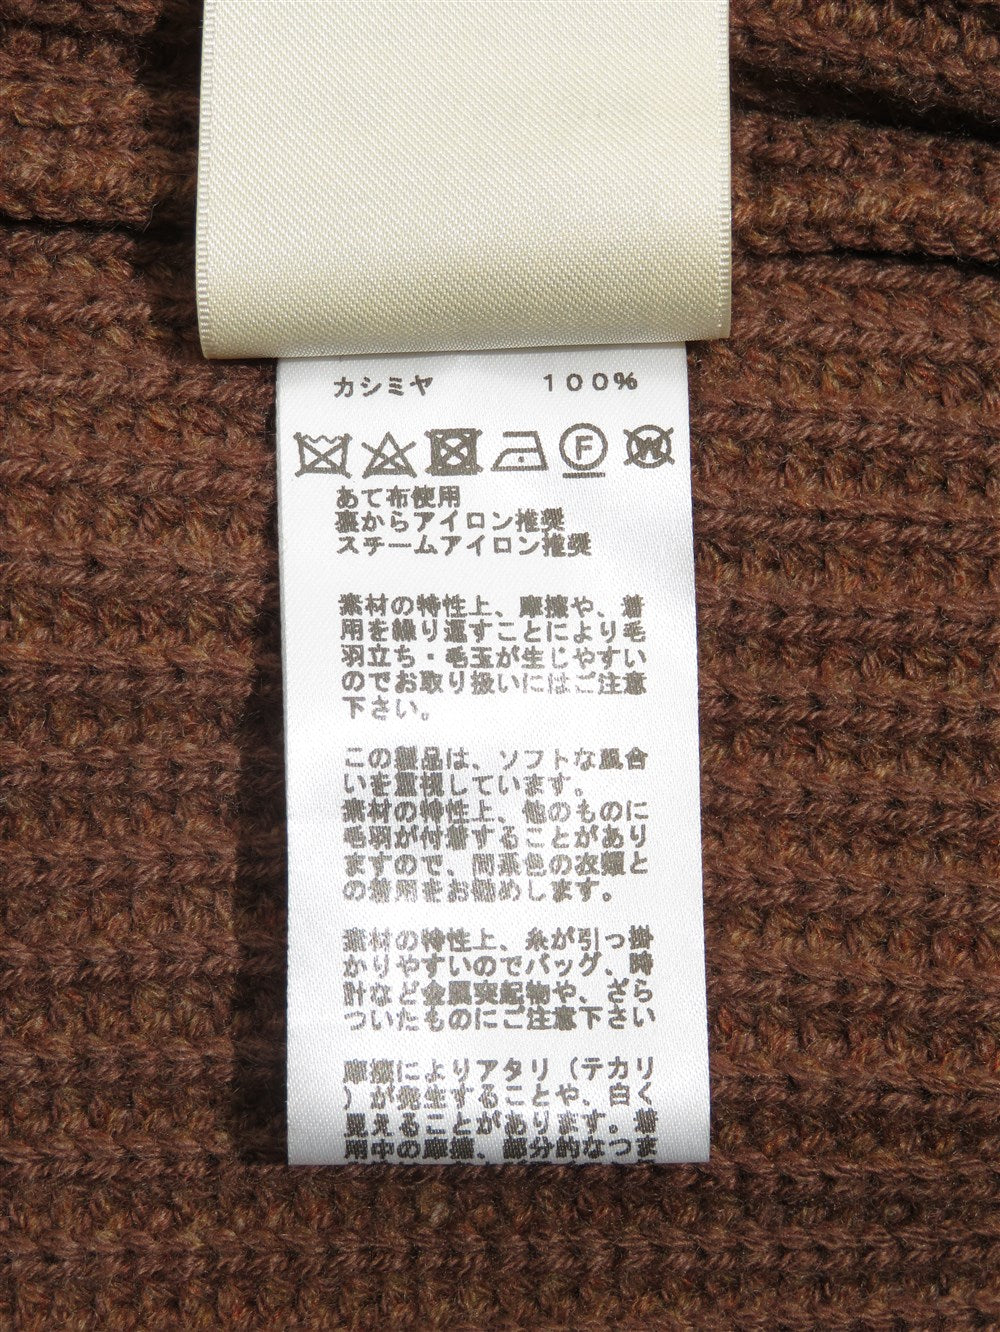 カシミヤ 100%
F W
あて布使用
裏からアイロン推奨
スチームアイロン推奨
素材の特性上、摩擦や、着
用を繰り返すことにより毛
羽立ち・毛玉が生じやすい
のでお取り扱いにはご注意
下さい。
この製品は、ソフトな風合
いを重視しています。
素材の特性上、他のものに
毛羽が付着することがあり
ますので、同系色の衣類と
の着用をお勧めします。
素材の特性上、糸が引っ掛
かりやすいのでバッグ、時
計など金属突起物や、ざら
ついたものにご注意下さい
摩擦によりアタリ（テカリ
）が発生することや、白く
見えることがあります。着
用中の摩擦、部分的なつま